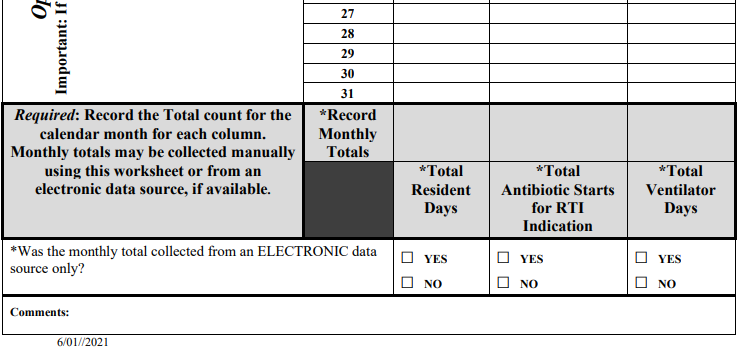 Op
Important: If
27
28
29
30
31
Required: Record the Total count for the
calendar month for each column.
Monthly totals may be collected manually
using this worksheet or from an
electronic data source, if available.
*Record
Monthly
Totals
*Total
Resident
Days
*Total
Antibiotic Starts
for RTI
Indication
*Total
Ventilator
Days
*Was the monthly total collected from an ELECTRONIC data
source only?
☐ YES
☐ NO
☐ YES
☐ NO
☐ YES
☐ NO
Comments:
6/01//2021